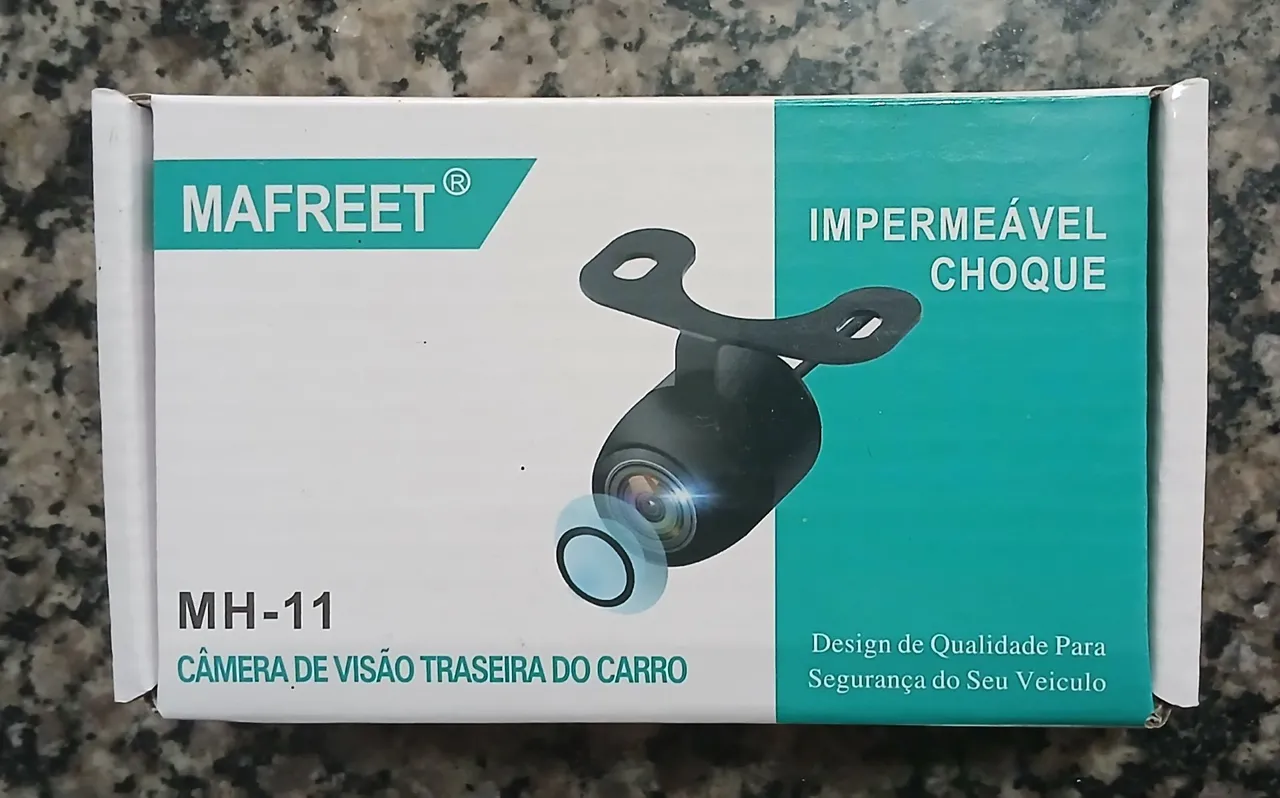 MAFREET®
IMPERMEÁVEL
CHOQUE
MH-11
CÂMERA DE VISÃO TRASEIRA DO CARRO
Design de Qualidade Para
Segurança do Seu Veiculo